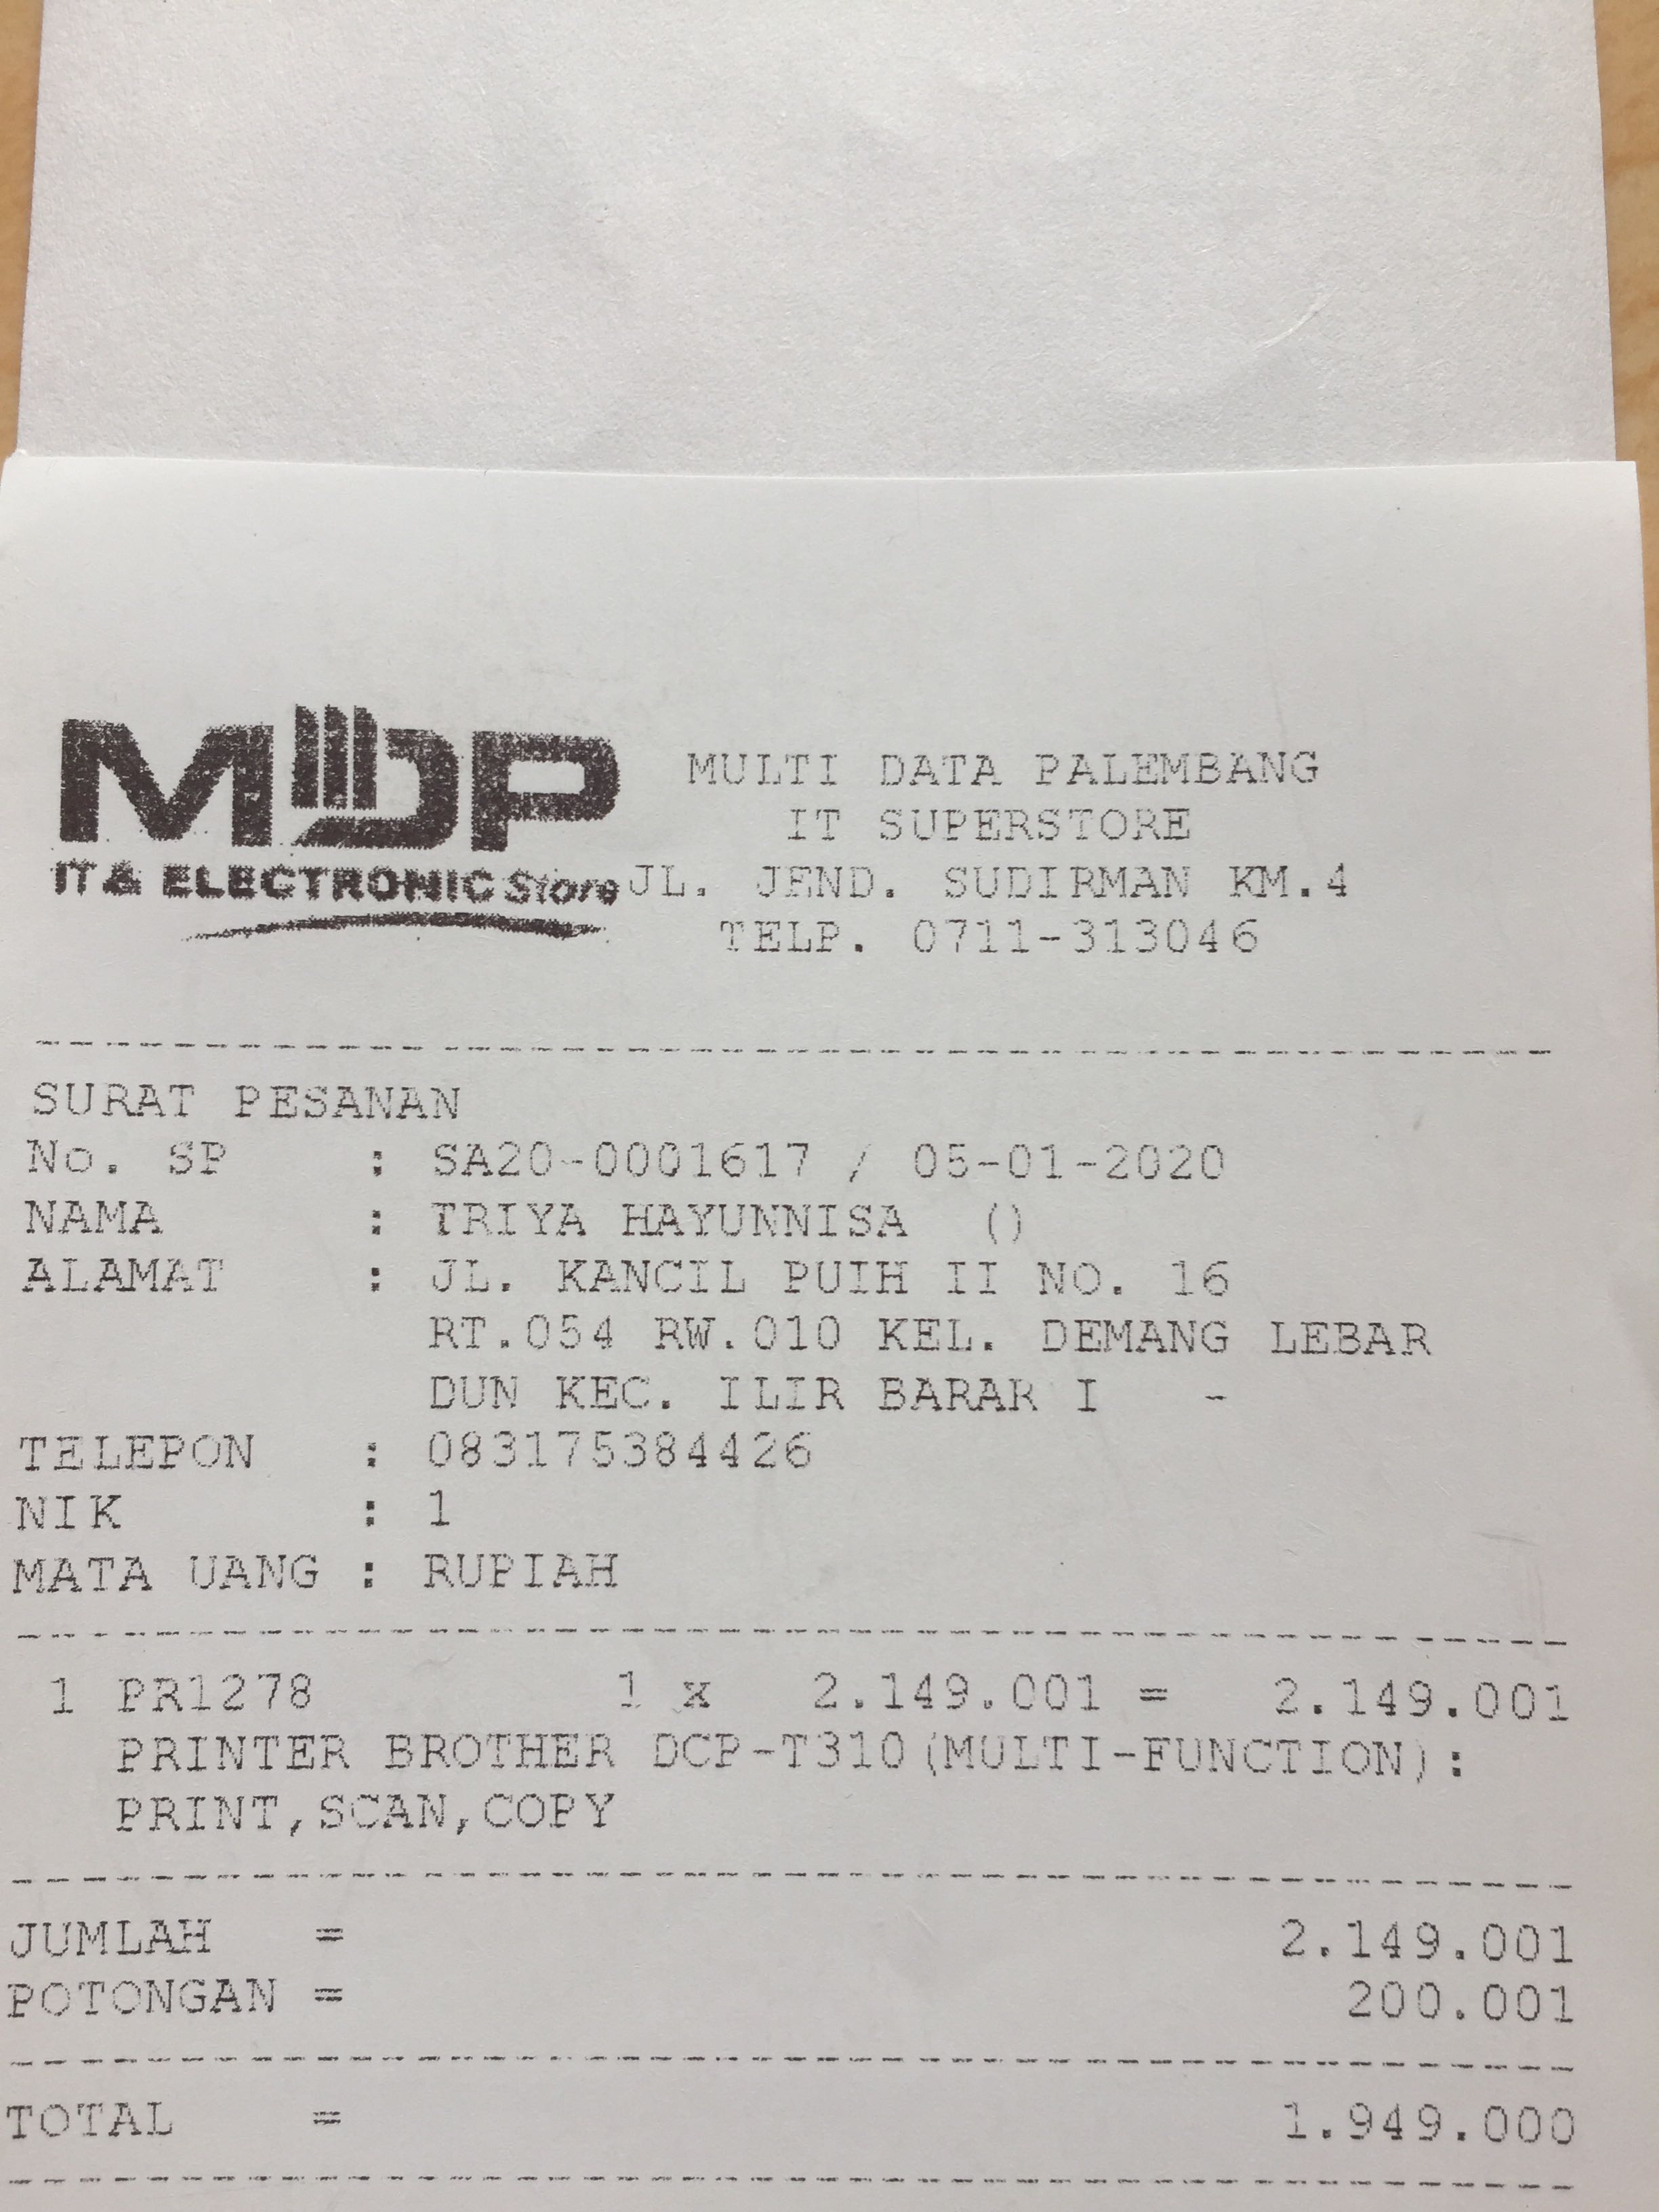 MDP
IT & ELECTRONIC Store
MULTI DATA PALEMBANG
IT SUPERSTORE
JL. JEND. SUDIRMAN KM.4
TELP. 0711-313046
SURAT PESANAN
No. SP : SA20-0001617 / 05-01-2020
NAMA : TRIYA HAYUNNISA ()
ALAMAT : JL. KANCIL PUIH II NO. 16
RT.054 RW.010 KEL. DEMANG LEBAR
DUN KEC. ILIR BARAR I -
TELEPON : 083175384426
NIK : 1
MATA UANG : RUPIAH
1 PR1278 1 x 2.149.001 = 2.149.001
PRINTER BROTHER DCP-T310(MULTI-FUNCTION):
PRINT,SCAN,COPY
JUMLAH = 2.149.001
POTONGAN = 200.001
TOTAL = 1.949.000